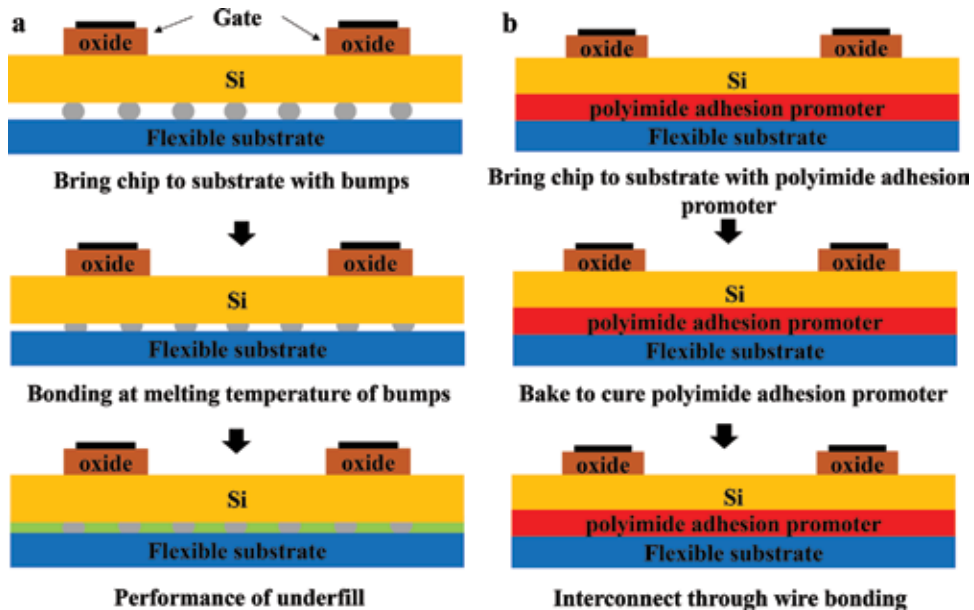 a
Gate
oxide
oxide
Si
Flexible substrate
Bring chip to substrate with bumps
oxide
oxide
Si
Flexible substrate
Bonding at melting temperature of bumps
oxide
oxide
Si
Flexible substrate
Performance of underfill
b
oxide
oxide
Si
polyimide adhesion promoter
Flexible substrate
Bring chip to substrate with polyimide adhesion
promoter
oxide
oxide
Si
polyimide adhesion promoter
Flexible substrate
Bake to cure polyimide adhesion promoter
oxide
oxide
Si
polyimide adhesion promoter
Flexible substrate
Interconnect through wire bonding